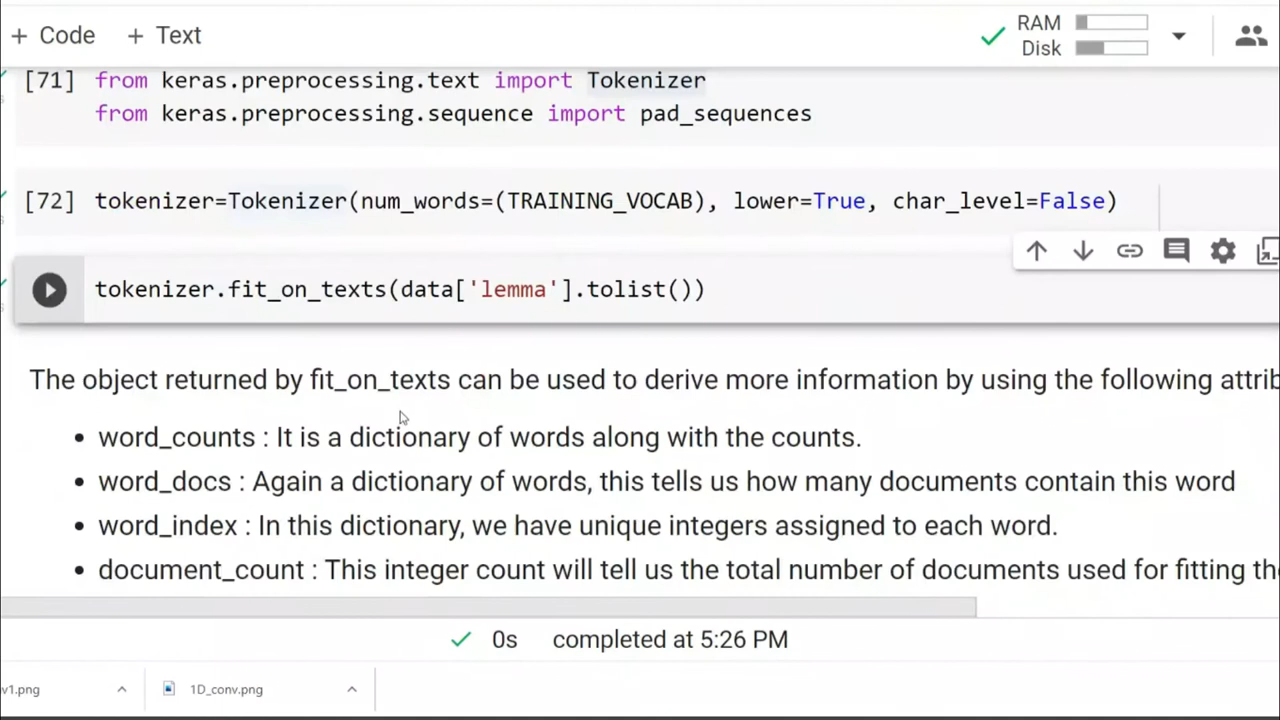 + Code + Text
RAM
Disk
[71] from keras.preprocessing.text import Tokenizer
from keras.preprocessing.sequence import pad_sequences
[72] tokenizer=Tokenizer(num_words=(TRAINING_VOCAB), lower=True, char_level=False)
tokenizer.fit_on_texts(data['lemma'].tolist())
The object returned by fit_on_texts can be used to derive more information by using the following
• word_counts : It is a dictionary of words along with the counts.
• word_docs : Again a dictionary of words, this tells us how many documents contain this word
• word_index : In this dictionary, we have unique integers assigned to each word.
• document_count : This integer count will tell us the total number of documents used for fitting
0s completed at 5:26 PM
v1.png 1D_conv.png